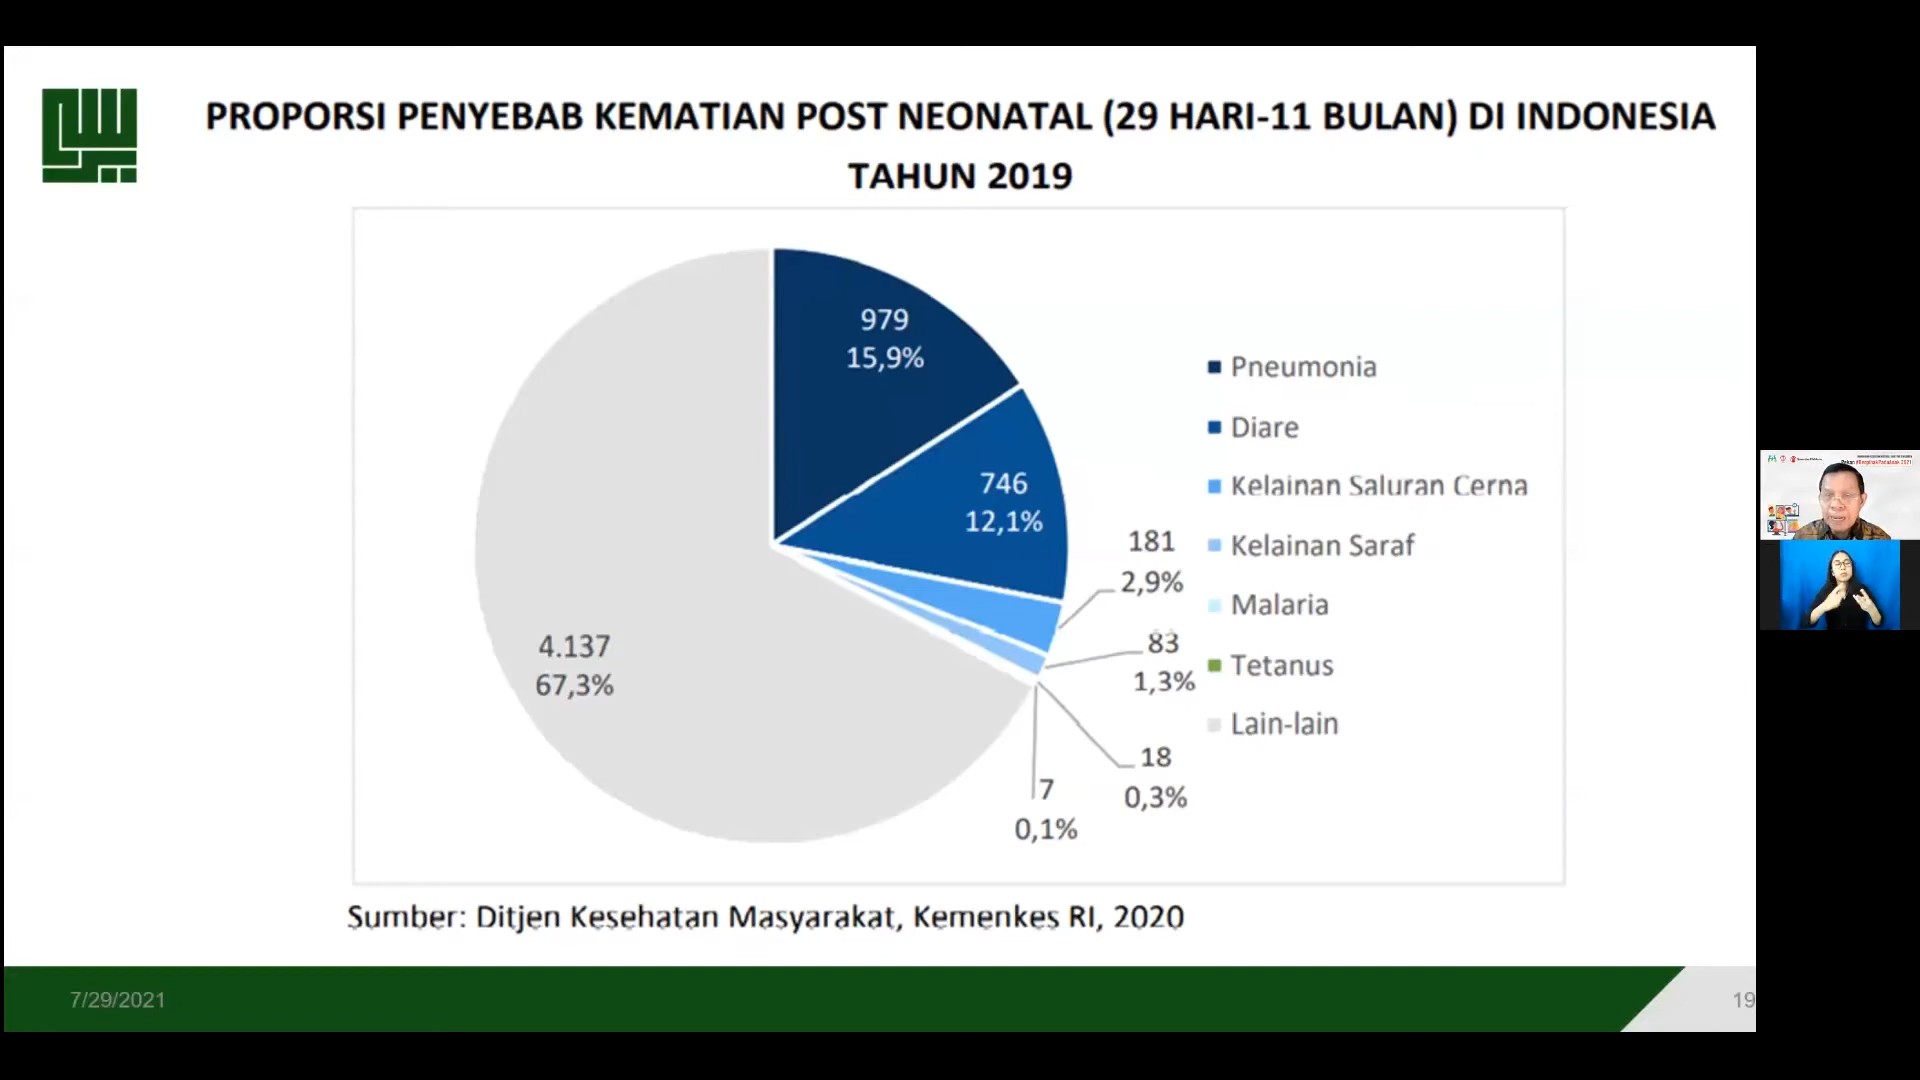 PROPORSI PENYEBAB KEMATIAN POST NEONATAL (29 HARI-11 BULAN) DI INDONESIA
TAHUN 2019
979
15,9%
746
12,1%
181
2,9%
83
1,3%
18
0,3%
7
0,1%
4.137
67,3%
Pneumonia
Diare
Kelainan Saluran Cerna
Kelainan Saraf
Malaria
Tetanus
Lain-lain
Sumber: Ditjen Kesehatan Masyarakat, Kemenkes RI, 2020
7/29/2021
19